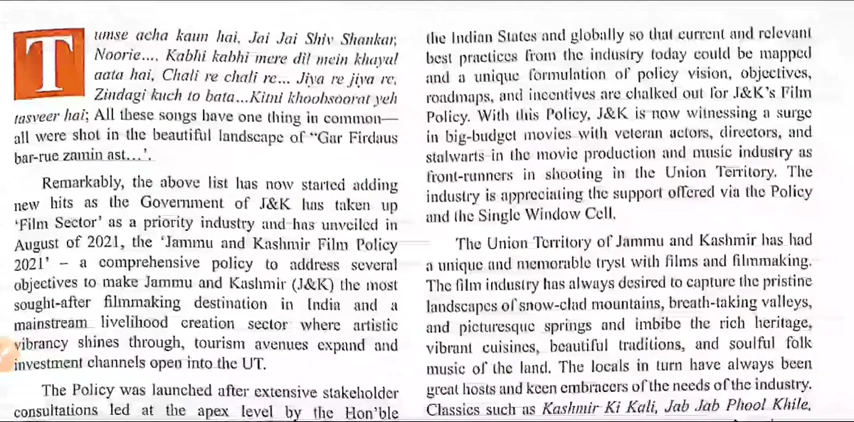 Tumse acha kaun hai, Jai Jai Shiv Shankar,
Noorie..., Kabhi kabhi mere dil mein khayal
aata hai, Chali re chali re... Jiya re jiya re,
Zindagi kuch to bata...Kitni khoobsoorat yeh
tasveer hai; All these songs have one thing in common—
all were shot in the beautiful landscape of “Gar Firdaus
bar-rue zamin ast...’.
Remarkably, the above list has now started adding
new hits as the Government of J&K has taken up
‘Film Sector’ as a priority industry and has unveiled in
August of 2021, the ‘Jammu and Kashmir Film Policy
2021’ – a comprehensive policy to address several
objectives to make Jammu and Kashmir (J&K) the most
sought-after filmmaking destination in India and a
mainstream livelihood creation sector where artistic
vibrancy shines through, tourism avenues expand and
investment channels open into the UT.
The Policy was launched after extensive stakeholder
consultations led at the apex level by the Hon’ble
the Indian States and globally so that current and relevant
best practices from the industry today could be mapped
and a unique formulation of policy vision, objectives,
roadmaps, and incentives are chalked out for J&K’s Film
Policy. With this Policy, J&K is now witnessing a surge
in big-budget movies with veteran actors, directors, and
stalwarts in the movie production and music industry as
front-runners in shooting in the Union Territory. The
industry is appreciating the support offered via the Policy
and the Single Window Cell.
The Union Territory of Jammu and Kashmir has had
a unique and memorable tryst with films and filmmaking.
The film industry has always desired to capture the pristine
landscapes of snow-clad mountains, breath-taking valleys,
and picturesque springs and imbibe the rich heritage,
vibrant cuisines, beautiful traditions, and soulful folk
music of the land. The locals in turn have always been
great hosts and keen embracers of the needs of the industry.
Classics such as Kashmir Ki Kali, Jab Jab Phool Khile,